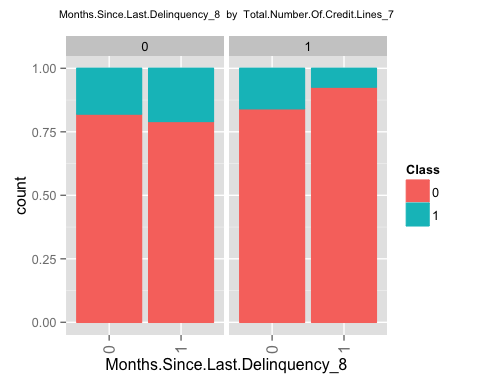 Months.Since.Last.Delinquency_8 by Total.Number.Of.Credit.Lines_7
0 1
1.00
0.75
0.50
0.25
0.00
count
0 1 0 1
Months.Since.Last.Delinquency_8
Class
0
1